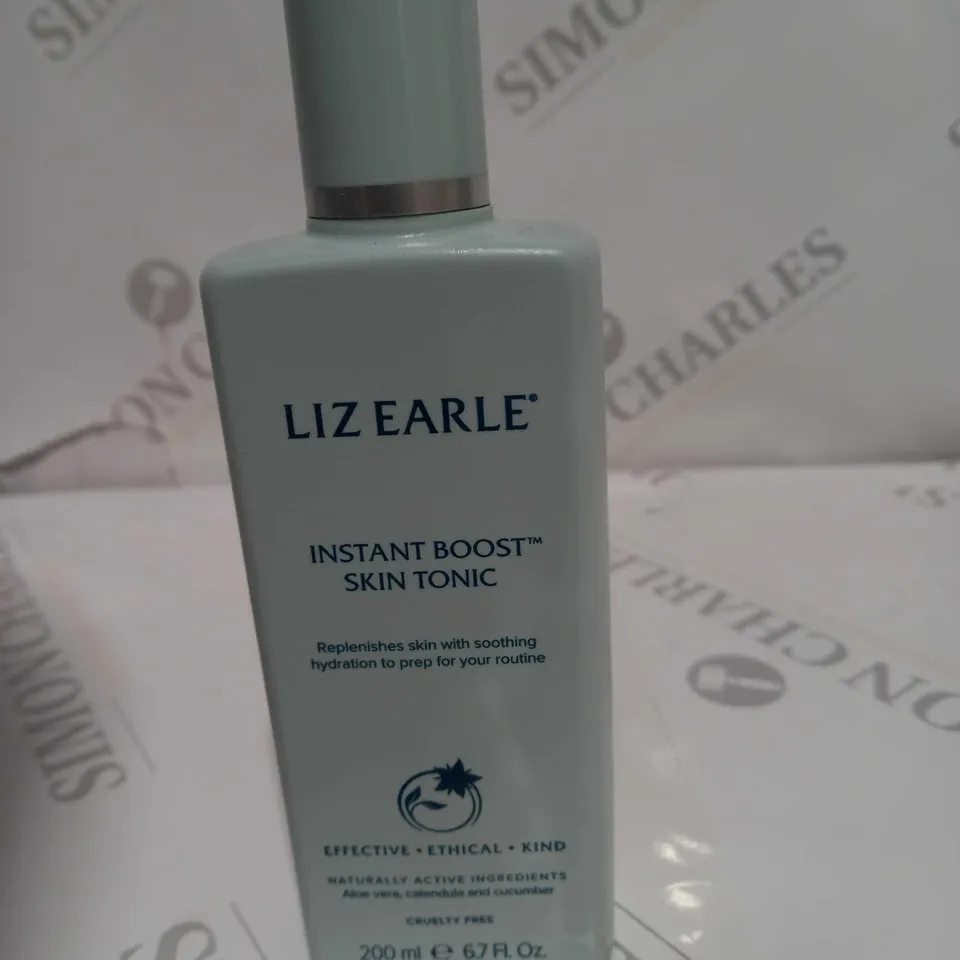 SIMON CHARLES
SIMO
LIZ EARLE®
INSTANT BOOST™
SKIN TONIC
Replenishes skin with soothing
hydration to prep for your routine
EFFECTIVE • ETHICAL • KIND
NATURALLY ACTIVE INGREDIENTS
Aloe vera, calendula and cucumber
CRUELTY FREE
200 ml ℮ 6.7 Fl. Oz.